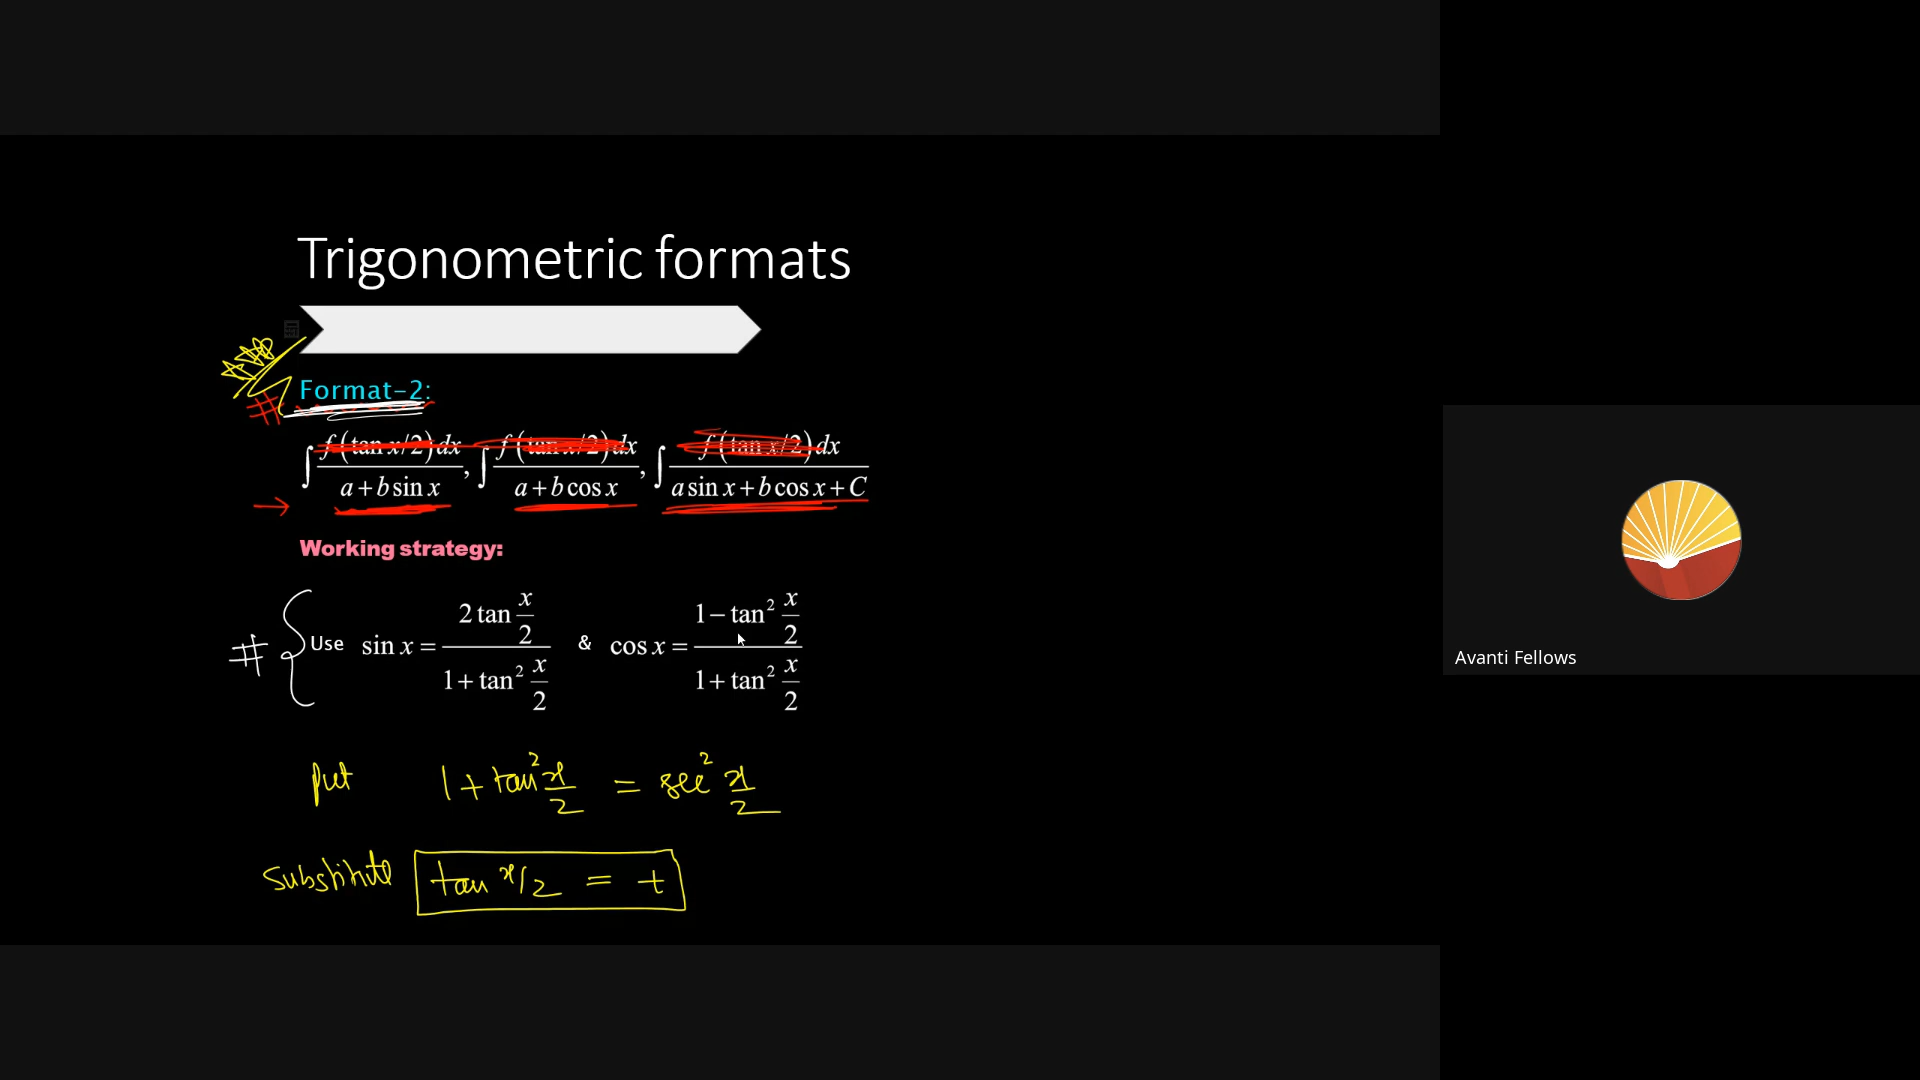 Trigonometric formats
Format-2:
∫ f(tan x/2)dx / (a+b sin x), ∫ f(tan x/2)dx / (a+b cos x), ∫ f(tan x/2)dx / (a sin x+b cos x+C)
Working strategy:
# Use sin x = (2 tan x/2) / (1+tan² x/2) & cos x = (1−tan² x/2) / (1+tan² x/2)
Avanti Fellows
put 1+tan² x/2 = sec² x/2
Substitute tan x/2 = t